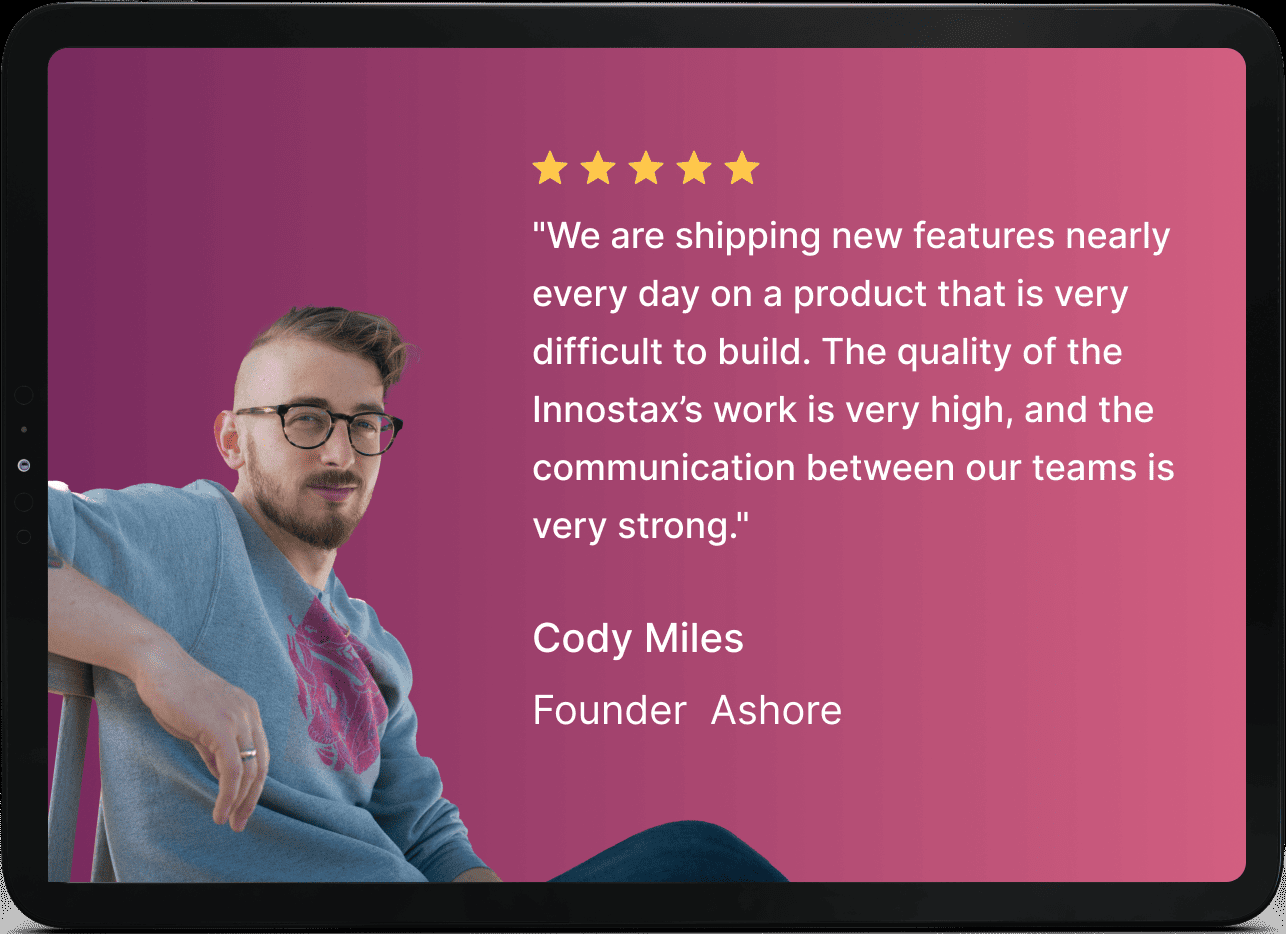 "We are shipping new features nearly
every day on a product that is very
difficult to build. The quality of the
Innostax’s work is very high, and the
communication between our teams is
very strong."
Cody Miles
Founder Ashore